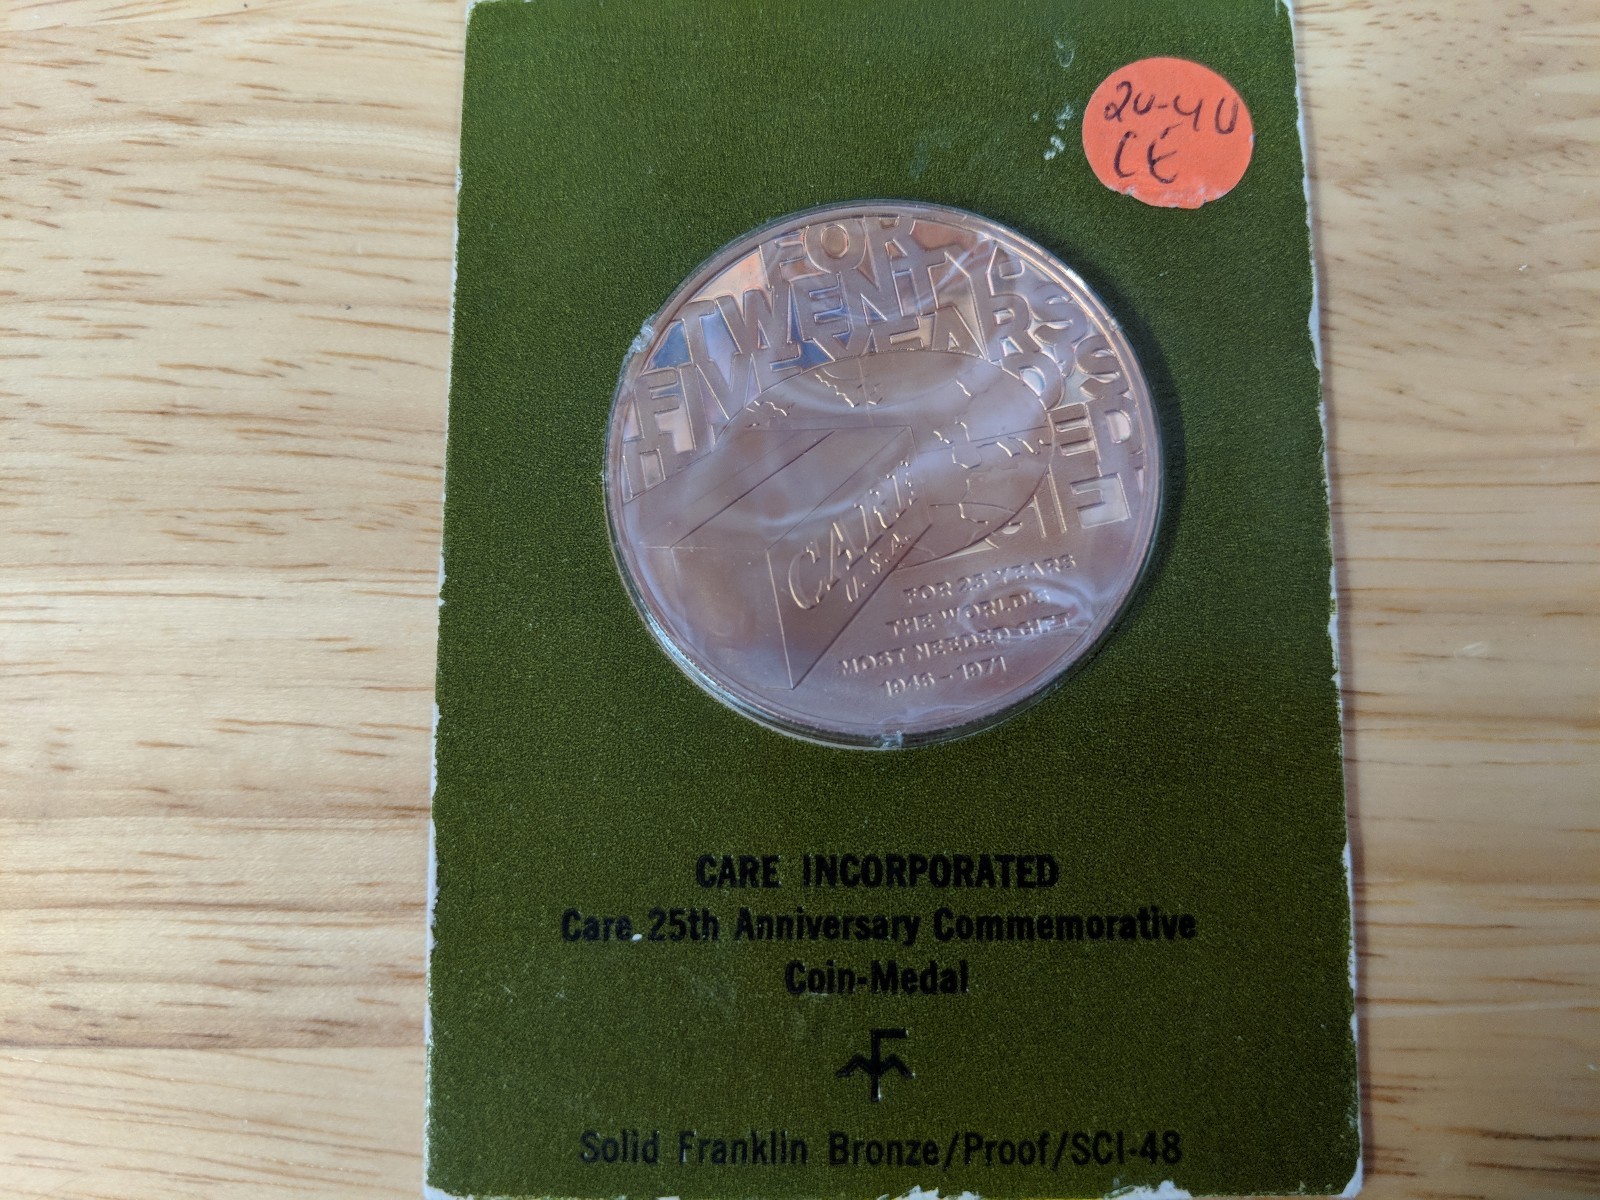 20-40
CE
FOR
TWENTY
FIVE YEARS
CARE
U.S.A.
FOR 25 YEARS
THE WORLD'S
MOST NEEDED GIFT
1946 - 1971
CARE INCORPORATED
Care 25th Anniversary Commemorative
Coin-Medal
Solid Franklin Bronze/Proof/SCI-48